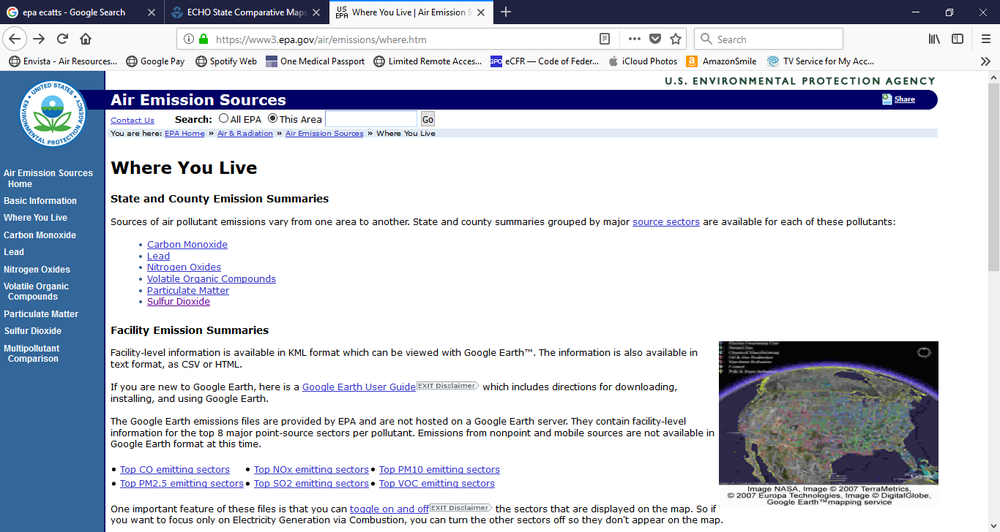 epa ecatts - Google Search
ECHO State Comparative Maps
US EPA Where You Live | Air Emission S
https://www3.epa.gov/air/emissions/where.htm
Search
Envista - Air Resources...
Google Pay
Spotify Web
One Medical Passport
Limited Remote Acces...
GPO eCFR — Code of Feder...
iCloud Photos
AmazonSmile
TV Service for My Acc...
U.S. ENVIRONMENTAL PROTECTION AGENCY
UNITED STATES ENVIRONMENTAL PROTECTION AGENCY
Air Emission Sources
Share
Contact Us Search: All EPA This Area Go
You are here: EPA Home » Air & Radiation » Air Emission Sources » Where You Live
Air Emission Sources
Home
Basic Information
Where You Live
Carbon Monoxide
Lead
Nitrogen Oxides
Volatile Organic
Compounds
Particulate Matter
Sulfur Dioxide
Multipollutant
Comparison
Where You Live
State and County Emission Summaries
Sources of air pollutant emissions vary from one area to another. State and county summaries grouped by major source sectors are available for each of these pollutants:
• Carbon Monoxide
• Lead
• Nitrogen Oxides
• Volatile Organic Compounds
• Particulate Matter
• Sulfur Dioxide
Facility Emission Summaries
Facility-level information is available in KML format which can be viewed with Google Earth™. The information is also available in
text format, as CSV or HTML.
If you are new to Google Earth, here is a Google Earth User Guide EXIT Disclaimer which includes directions for downloading,
installing, and using Google Earth.
The Google Earth emissions files are provided by EPA and are not hosted on a Google Earth server. They contain facility-level
information for the top 8 major point-source sectors per pollutant. Emissions from nonpoint and mobile sources are not available in
Google Earth format at this time.
• Top CO emitting sectors • Top NOx emitting sectors • Top PM10 emitting sectors
• Top PM2.5 emitting sectors • Top SO2 emitting sectors • Top VOC emitting sectors
One important feature of these files is that you can toggle on and off EXIT Disclaimer the sectors that are displayed on the map. So if
you want to focus only on Electricity Generation via Combustion, you can turn the other sectors off so they don't appear on the map.
Image NASA, Image © 2007 TerraMetrics,
© 2007 Europa Technologies, Image © DigitalGlobe,
Google Earth™mapping service